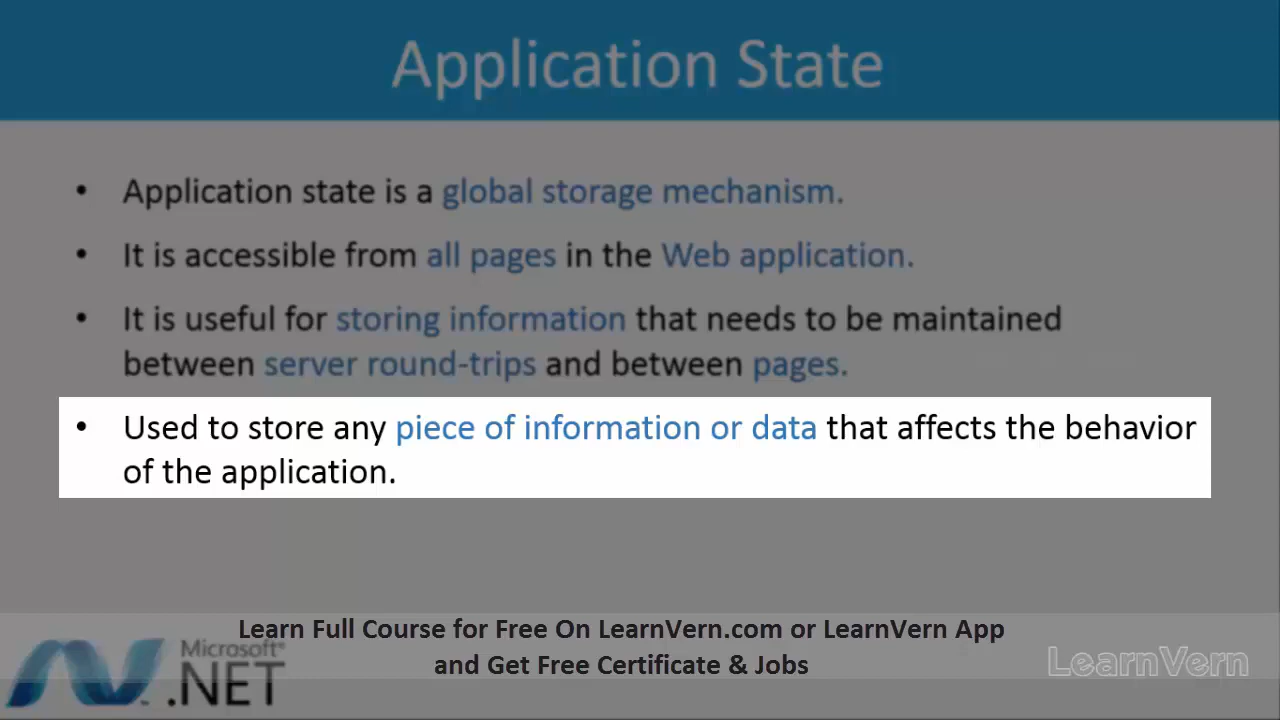 Application State
• Application state is a global storage mechanism.
• It is accessible from all pages in the Web application.
• It is useful for storing information that needs to be maintained
between server round-trips and between pages.
• Used to store any piece of information or data that affects the behavior
of the application.
Learn Full Course for Free On LearnVern.com or LearnVern App
and Get Free Certificate & Jobs
Microsoft®
.NET
LearnVern